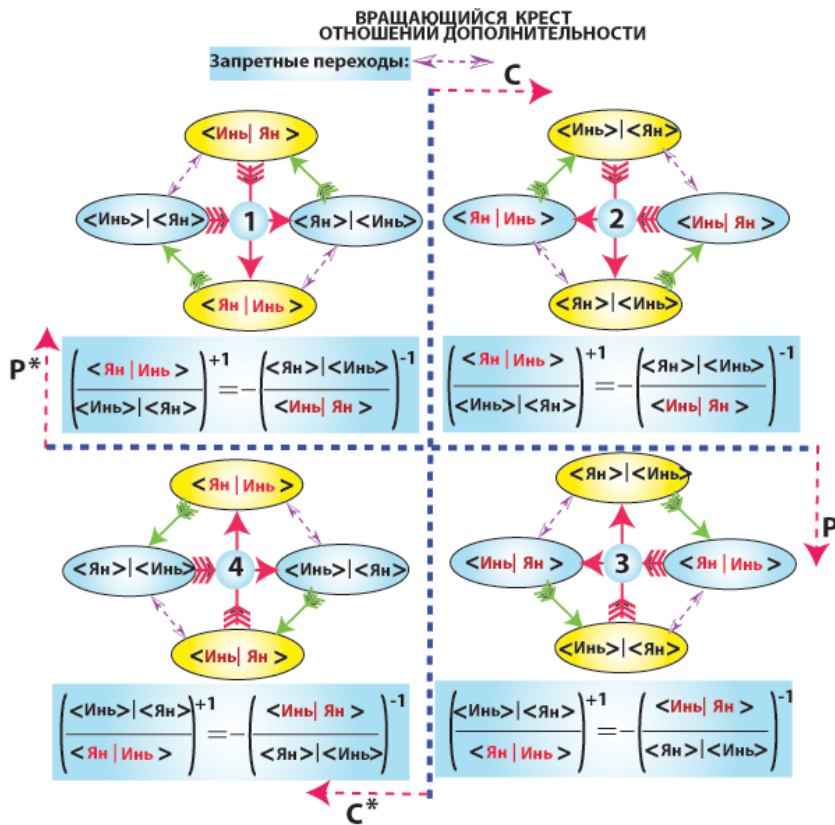 ВРАЩАЮЩИЙСЯ КРЕСТ
ОТНОШЕНИЙ ДОПОЛНИТЕЛЬНОСТИ
Запретные переходы:
C
<Инь| Ян >
<Инь>|<Ян>
1
<Ян>|<Инь>
< Ян |Инь >
<Инь>|<Ян>
< Ян |Инь >
2
<Инь| Ян >
<Ян>|<Инь>
P*
(< Ян |Инь > / <Инь>|<Ян>)+1 = -(<Ян>|<Инь> / <Инь| Ян >)-1
(< Ян |Инь > / <Инь>|<Ян>)+1 = -(<Ян>|<Инь> / <Инь| Ян >)-1
< Ян |Инь >
<Ян>|<Инь>
4
<Инь>|<Ян>
<Инь| Ян >
<Ян>|<Инь>
P
<Инь| Ян >
3
< Ян |Инь >
<Инь>|<Ян>
(<Инь>|<Ян> / < Ян |Инь >)+1 = -(<Инь| Ян > / <Ян>|<Инь>)-1
(<Инь>|<Ян> / < Ян |Инь >)+1 = -(<Инь| Ян > / <Ян>|<Инь>)-1
C*